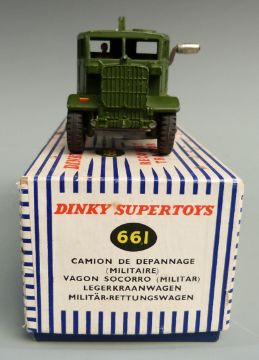 DINKY SUPERTOYS
661
CAMION DE DEPANNAGE
(MILITAIRE)
VAGON SOCORRO (MILITAR)
LEGERKRAANWAGEN
MILITÄR-RETTUNGSWAGEN